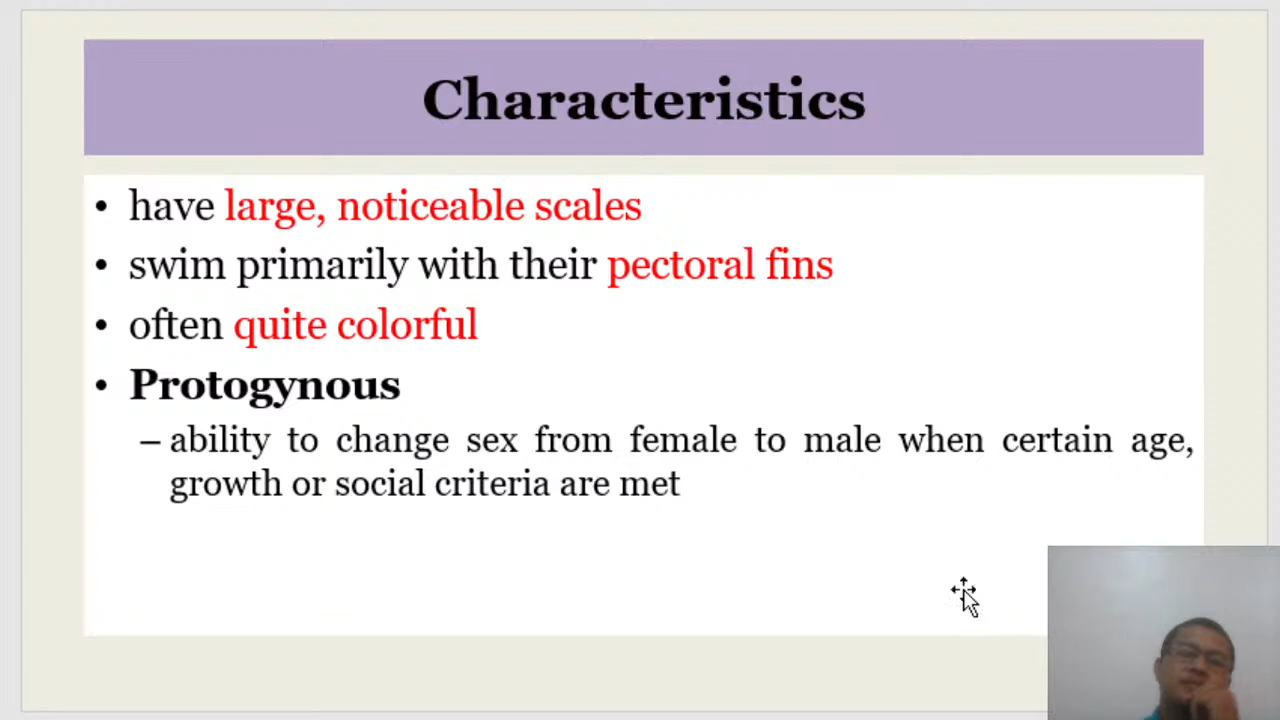 Characteristics
• have large, noticeable scales
• swim primarily with their pectoral fins
• often quite colorful
• Protogynous
– ability to change sex from female to male when certain age,
growth or social criteria are met